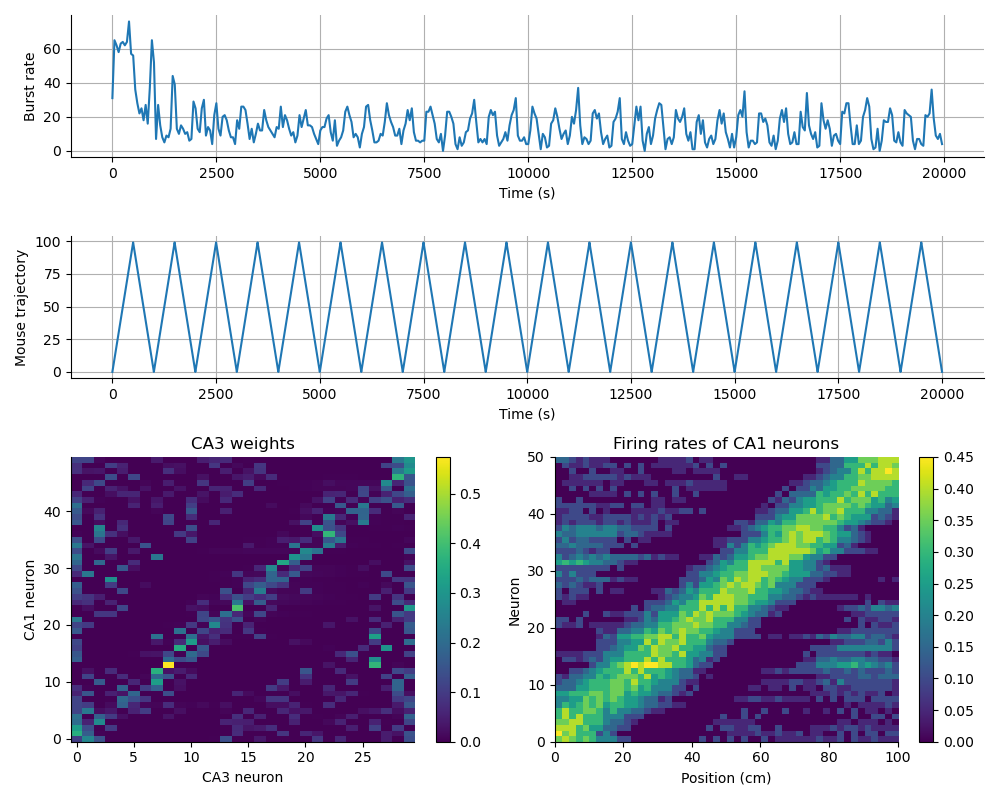 60
40
20
0
Burst rate
0 2500 5000 7500 10000 12500 15000 17500 20000
Time (s)
100
75
50
25
0
Mouse trajectory
0 2500 5000 7500 10000 12500 15000 17500 20000
Time (s)
CA3 weights
40
30
20
10
0
CA1 neuron
0 5 10 15 20 25
CA3 neuron
0.5
0.4
0.3
0.2
0.1
0.0
Firing rates of CA1 neurons
50
40
30
20
10
0
Neuron
0 20 40 60 80 100
Position (cm)
0.45
0.40
0.35
0.30
0.25
0.20
0.15
0.10
0.05
0.00